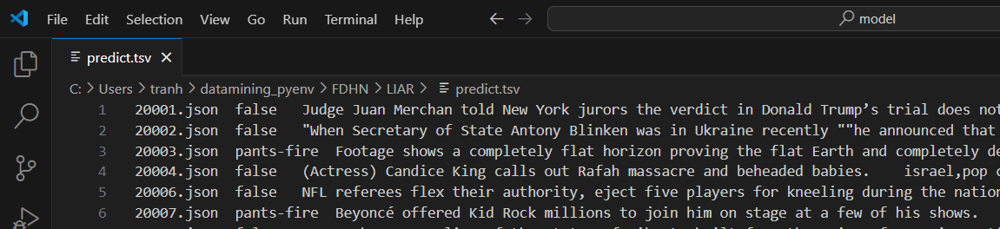 File Edit Selection View Go Run Terminal Help model
predict.tsv
C: > Users > tranh > datamining_pyenv > FDHN > LIAR > predict.tsv
1 20001.json false Judge Juan Merchan told New York jurors the verdict in Donald Trump’s trial does not
2 20002.json false "When Secretary of State Antony Blinken was in Ukraine recently ""he announced that
3 20003.json pants-fire Footage shows a completely flat horizon proving the flat Earth and completely de
4 20004.json false (Actress) Candice King calls out Rafah massacre and beheaded babies. israel,pop c
5 20006.json false NFL referees flex their authority, eject five players for kneeling during the nation
6 20007.json pants-fire Beyoncé offered Kid Rock millions to join him on stage at a few of his shows.